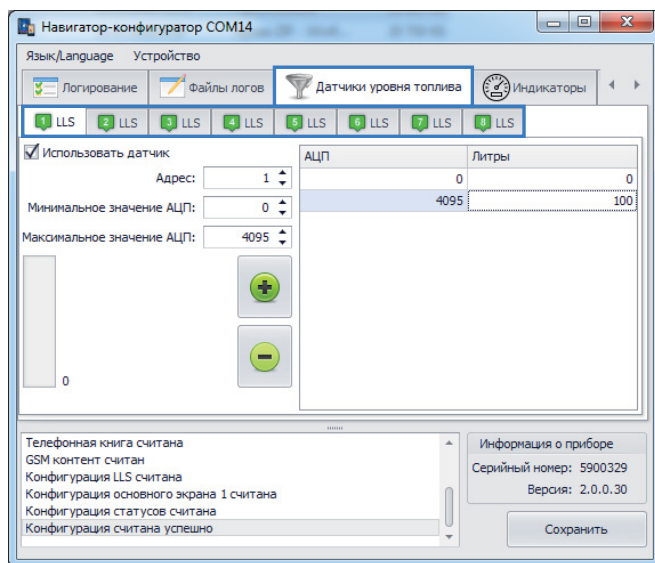 Навигатор-конфигуратор COM14
Язык/Language Устройство
Логирование Файлы логов Датчики уровня топлива Индикаторы
1 LLS 2 LLS 3 LLS 4 LLS 5 LLS 6 LLS 7 LLS 8 LLS
Использовать датчик АЦП Литры
Адрес: 1 0 0
Минимальное значение АЦП: 0 4095 100
Максимальное значение АЦП: 4095
0
Телефонная книга считана
GSM контент считан
Конфигурация LLS считана
Конфигурация основного экрана 1 считана
Конфигурация статусов считана
Конфигурация считана успешно
Информация о приборе
Серийный номер: 5900329
Версия: 2.0.0.30
Сохранить